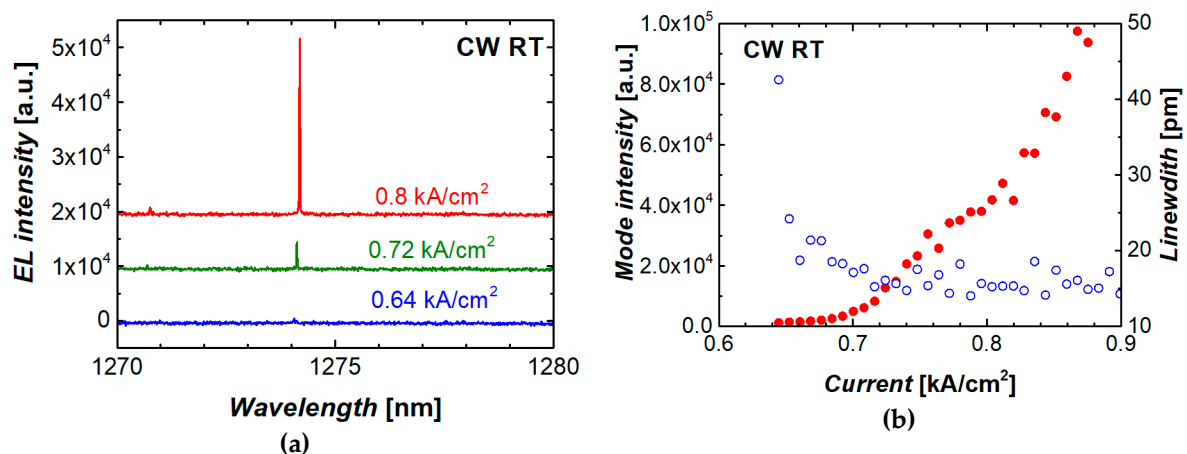 CW RT
5x10⁴
4x10⁴
3x10⁴
2x10⁴
1x10⁴
0
EL intensity [a.u.]
0.8 kA/cm²
0.72 kA/cm²
0.64 kA/cm²
1270 1275 1280
Wavelength [nm]
(a)
CW RT
1.0x10⁵
8.0x10⁴
6.0x10⁴
4.0x10⁴
2.0x10⁴
0.0
Mode intensity [a.u.]
50
40
30
20
10
Linewdith [pm]
0.6 0.7 0.8 0.9
Current [kA/cm²]
(b)